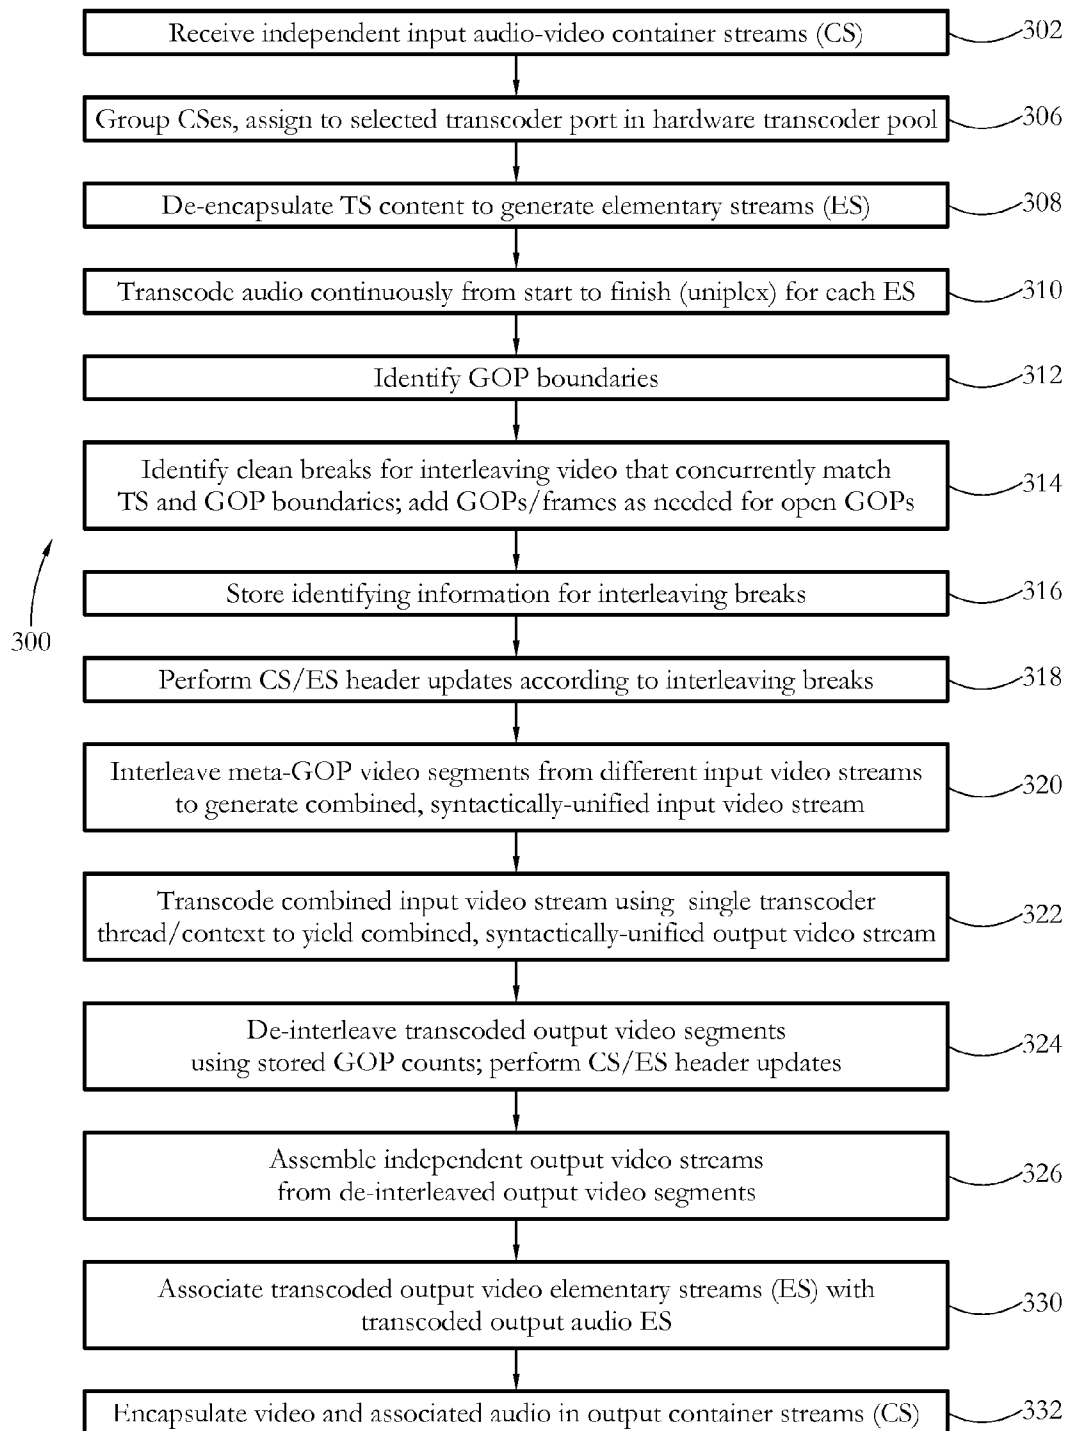 Receive independent input audio-video container streams (CS)
302
Group CSes, assign to selected transcoder port in hardware transcoder pool
306
De-encapsulate TS content to generate elementary streams (ES)
308
Transcode audio continuously from start to finish (uniplex) for each ES
310
Identify GOP boundaries
312
Identify clean breaks for interleaving video that concurrently match
TS and GOP boundaries; add GOPs/frames as needed for open GOPs
314
Store identifying information for interleaving breaks
316
300
Perform CS/ES header updates according to interleaving breaks
318
Interleave meta-GOP video segments from different input video streams
to generate combined, syntactically-unified input video stream
320
Transcode combined input video stream using single transcoder
thread/context to yield combined, syntactically-unified output video stream
322
De-interleave transcoded output video segments
using stored GOP counts; perform CS/ES header updates
324
Assemble independent output video streams
from de-interleaved output video segments
326
Associate transcoded output video elementary streams (ES) with
transcoded output audio ES
330
Encapsulate video and associated audio in output container streams (CS)
332